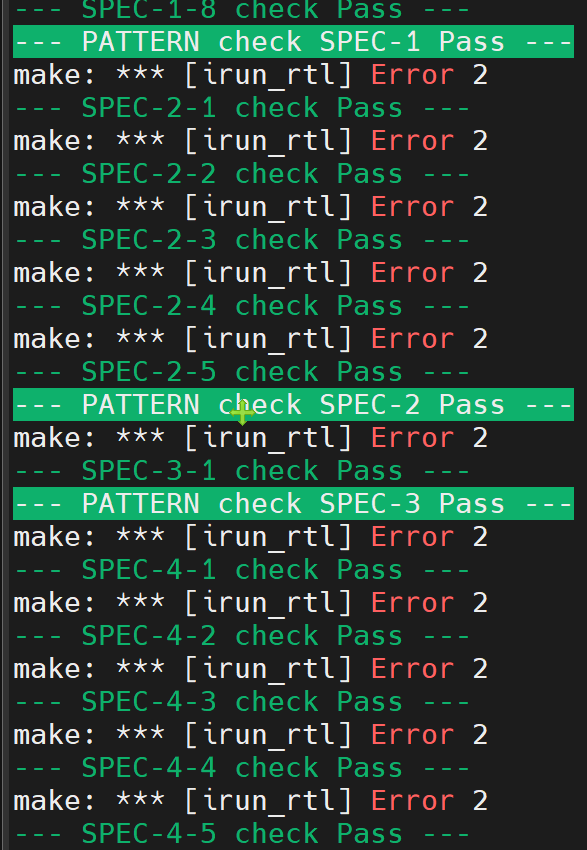 --- SPEC-1-8 check Pass ---
--- PATTERN check SPEC-1 Pass ---
make: *** [irun_rtl] Error 2
--- SPEC-2-1 check Pass ---
make: *** [irun_rtl] Error 2
--- SPEC-2-2 check Pass ---
make: *** [irun_rtl] Error 2
--- SPEC-2-3 check Pass ---
make: *** [irun_rtl] Error 2
--- SPEC-2-4 check Pass ---
make: *** [irun_rtl] Error 2
--- SPEC-2-5 check Pass ---
--- PATTERN check SPEC-2 Pass ---
make: *** [irun_rtl] Error 2
--- SPEC-3-1 check Pass ---
--- PATTERN check SPEC-3 Pass ---
make: *** [irun_rtl] Error 2
--- SPEC-4-1 check Pass ---
make: *** [irun_rtl] Error 2
--- SPEC-4-2 check Pass ---
make: *** [irun_rtl] Error 2
--- SPEC-4-3 check Pass ---
make: *** [irun_rtl] Error 2
--- SPEC-4-4 check Pass ---
make: *** [irun_rtl] Error 2
--- SPEC-4-5 check Pass ---